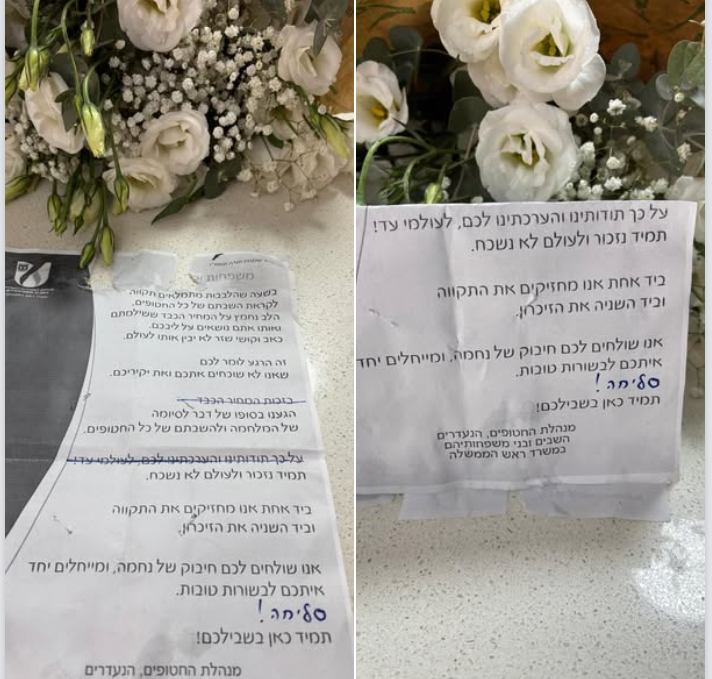 משפחות
בשעה שהלבבות מתמלאים תקווה
לקראת השבתם של כל החטופים.
הלב נחמץ על המחיר הכבד ששילמתם
ואותו אתם נושאים על ליבכם.
כאב וקושי שזר לא יבין אותו לעולם.
זה הרגע לומר לכם
שאנו לא שוכחים אתכם ואת יקיריכם.
בזכות המחיר הכבד
הגענו בסופו של דבר לסיומה
של המלחמה ולהשבתם של כל החטופים.
על כך תודותינו והערכתינו לכם, לעולמי עד!
תמיד נזכור ולעולם לא נשכח.
ביד אחת אנו מחזיקים את התקווה
וביד השניה את הזיכרון.
אנו שולחים לכם חיבוק של נחמה, ומייחלים יחד
איתכם לבשורות טובות.
סליחה!
תמיד כאן בשבילכם!
מנהלת החטופים, הנעדרים
על כך תודותינו והערכתינו לכם, לעולמי עד!
תמיד נזכור ולעולם לא נשכח.
ביד אחת אנו מחזיקים את התקווה
וביד השניה את הזיכרון.
אנו שולחים לכם חיבוק של נחמה, ומייחלים יחד
איתכם לבשורות טובות.
סליחה!
תמיד כאן בשבילכם!
מנהלת החטופים, הנעדרים
השבים ובני משפחותיהם
במשרד ראש הממשלה